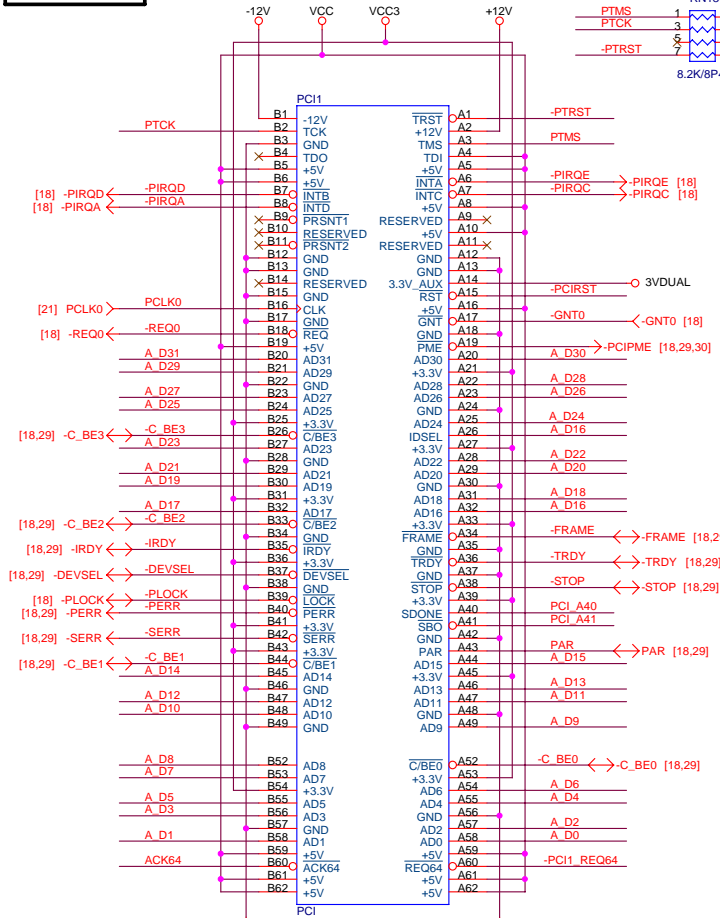 -12V VCC VCC3 +12V
RN1
PTMS 1
PTCK 3
5
-PTRST 7
8.2K/8P4
PCI1
B1 -12V TRST A1 -PTRST
PTCK B2 TCK +12V A2
B3 GND TMS A3 PTMS
B4 TDO TDI A4
B5 +5V +5V A5
B6 +5V INTA A6 -PIRQE -PIRQE [18]
[18] -PIRQD -PIRQD B7 INTB INTC A7 -PIRQC -PIRQC [18]
[18] -PIRQA -PIRQA B8 INTD +5V A8
B9 PRSNT1 RESERVED A9
B10 RESERVED +5V A10
B11 PRSNT2 RESERVED A11
B12 GND GND A12
B13 GND GND A13
B14 RESERVED 3.3V_AUX A14 3VDUAL
B15 GND RST A15 -PCIRST
[21] PCLK0 PCLK0 B16 CLK +5V A16
B17 GND GNT A17 -GNT0 -GNT0 [18]
[18] -REQ0 -REQ0 B18 REQ GND A18
B19 +5V PME A19 -PCIPME [18,29,30]
A_D31 B20 AD31 AD30 A20 A_D30
A_D29 B21 AD29 +3.3V A21
B22 GND AD28 A22 A_D28
A_D27 B23 AD27 AD26 A23 A_D26
A_D25 B24 AD25 GND A24
B25 +3.3V AD24 A25 A_D24
[18,29] -C_BE3 -C_BE3 B26 C/BE3 IDSEL A26 A_D16
A_D23 B27 AD23 +3.3V A27
B28 GND AD22 A28 A_D22
A_D21 B29 AD21 AD20 A29 A_D20
A_D19 B30 AD19 GND A30
B31 +3.3V AD18 A31 A_D18
A_D17 B32 AD17 AD16 A32 A_D16
[18,29] -C_BE2 -C_BE2 B33 C/BE2 +3.3V A33
B34 GND FRAME A34 -FRAME -FRAME [18,2
[18,29] -IRDY -IRDY B35 IRDY GND A35
B36 +3.3V TRDY A36 -TRDY -TRDY [18,29]
[18,29] -DEVSEL -DEVSEL B37 DEVSEL GND A37
B38 GND STOP A38 -STOP -STOP [18,29]
[18] -PLOCK -PLOCK B39 LOCK +3.3V A39
[18,29] -PERR -PERR B40 PERR SDONE A40 PCI_A40
B41 +3.3V SBO A41 PCI_A41
[18,29] -SERR -SERR B42 SERR GND A42
B43 +3.3V PAR A43 PAR PAR [18,29]
[18,29] -C_BE1 -C_BE1 B44 C/BE1 AD15 A44 A_D15
A_D14 B45 AD14 +3.3V A45
B46 GND AD13 A46 A_D13
A_D12 B47 AD12 AD11 A47 A_D11
A_D10 B48 AD10 GND A48
B49 GND AD9 A49 A_D9
A_D8 B52 AD8 C/BE0 A52 -C_BE0 -C_BE0 [18,29]
A_D7 B53 AD7 +3.3V A53
B54 +3.3V AD6 A54 A_D6
A_D5 B55 AD5 AD4 A55 A_D4
A_D3 B56 AD3 GND A56
B57 GND AD2 A57 A_D2
A_D1 B58 AD1 AD0 A58 A_D0
B59 +5V +5V A59
ACK64 B60 ACK64 REQ64 A60 -PCI1_REQ64
B61 +5V +5V A61
B62 +5V +5V A62
PCI